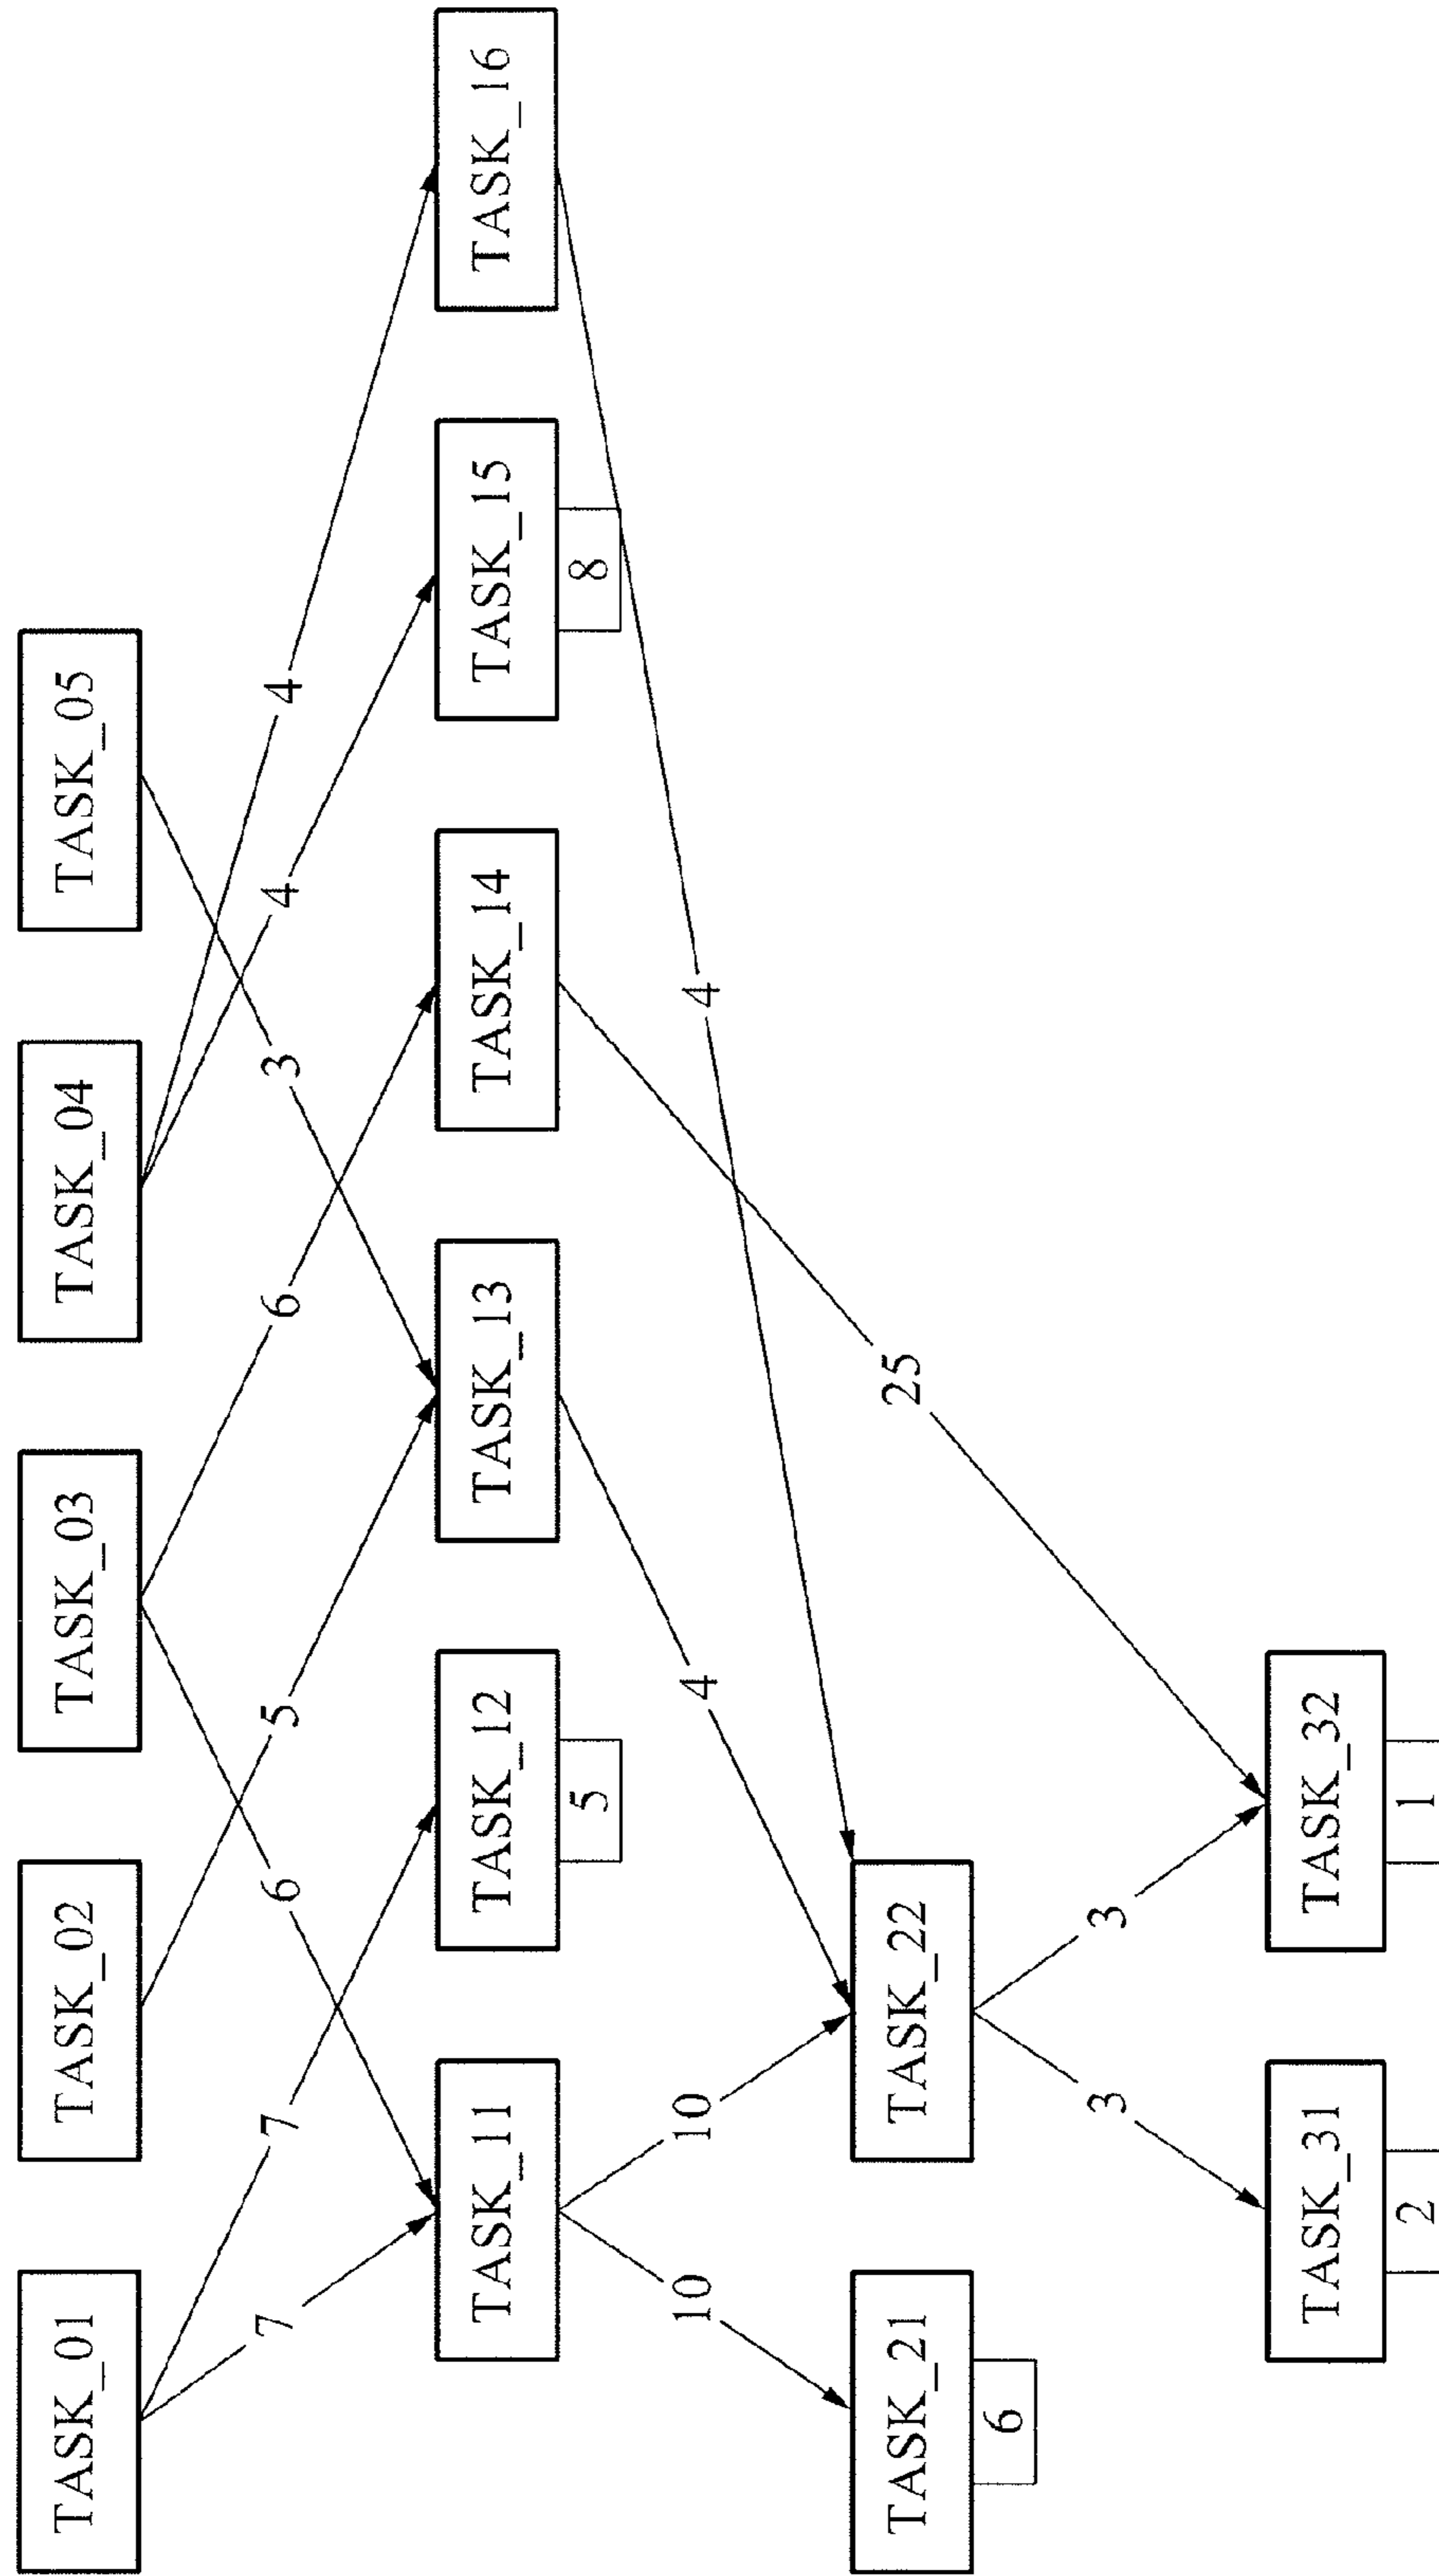 TASK_01
TASK_02
TASK_03
TASK_04
TASK_05
7
7
6
5
6
3
4
4
TASK_11
TASK_12
TASK_13
TASK_14
TASK_15
TASK_16
5
8
10
10
4
4
25
TASK_21
TASK_22
6
3
3
TASK_31
TASK_32
2
1